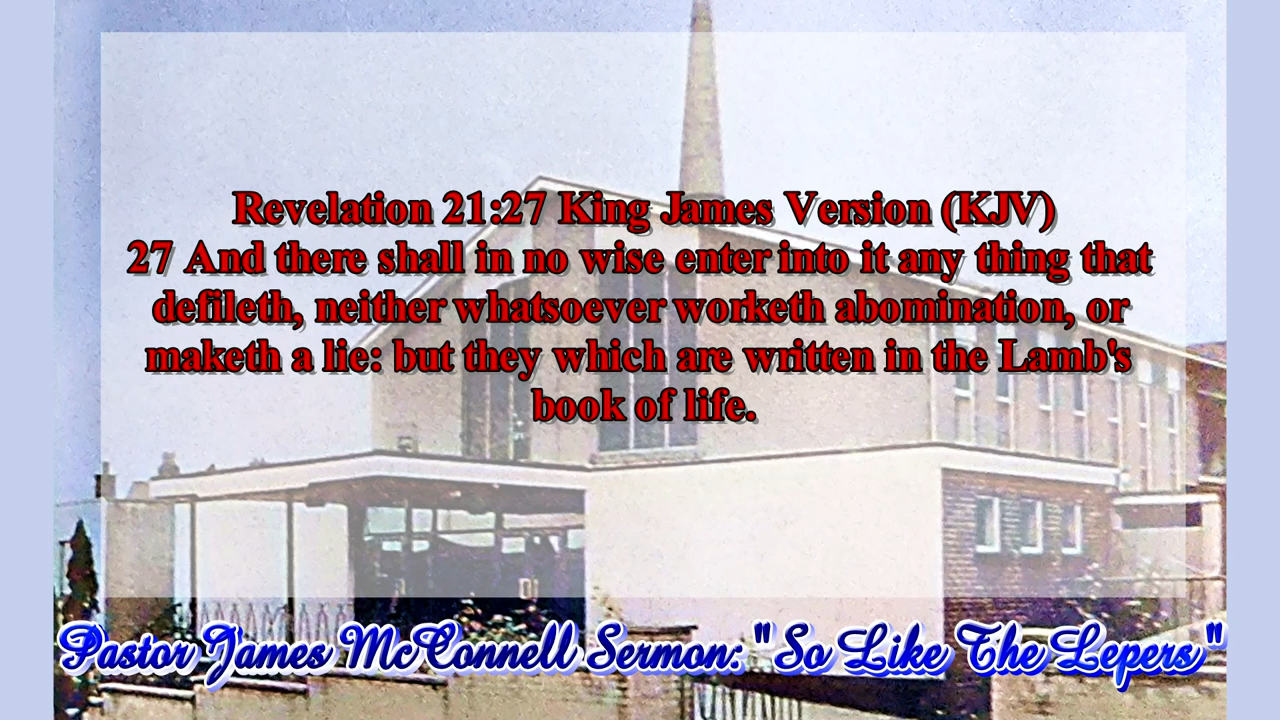 Revelation 21:27 King James Version (KJV)
27 And there shall in no wise enter into it any thing that
defileth, neither whatsoever worketh abomination, or
maketh a lie: but they which are written in the Lamb's
book of life.
Pastor James McConnell Sermon: "So Like The Lepers"